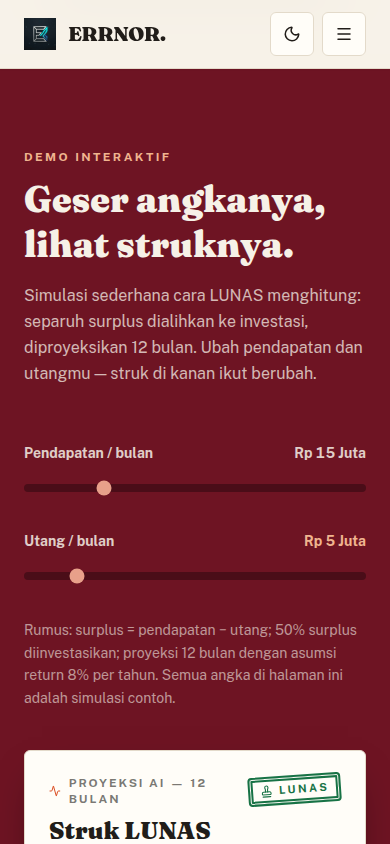 ERRNOR.
DEMO INTERAKTIF
Geser angkanya,
lihat struknya.
Simulasi sederhana cara LUNAS menghitung:
separuh surplus dialihkan ke investasi,
diproyeksikan 12 bulan. Ubah pendapatan dan
utangmu — struk di kanan ikut berubah.
Pendapatan / bulan Rp 15 Juta
Utang / bulan Rp 5 Juta
Rumus: surplus = pendapatan − utang; 50% surplus
diinvestasikan; proyeksi 12 bulan dengan asumsi
return 8% per tahun. Semua angka di halaman ini
adalah simulasi contoh.
PROYEKSI AI — 12
BULAN
LUNAS
Struk LUNAS